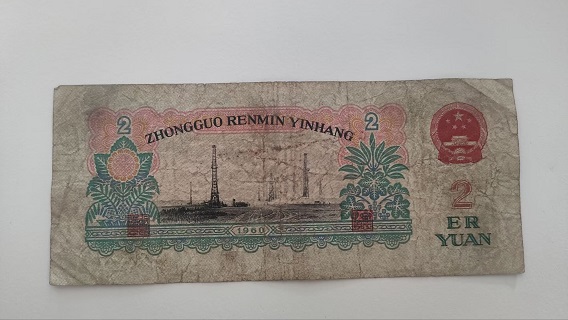 2
ZHONGGUO RENMIN YINHANG
2
1960
2
ER
YUAN